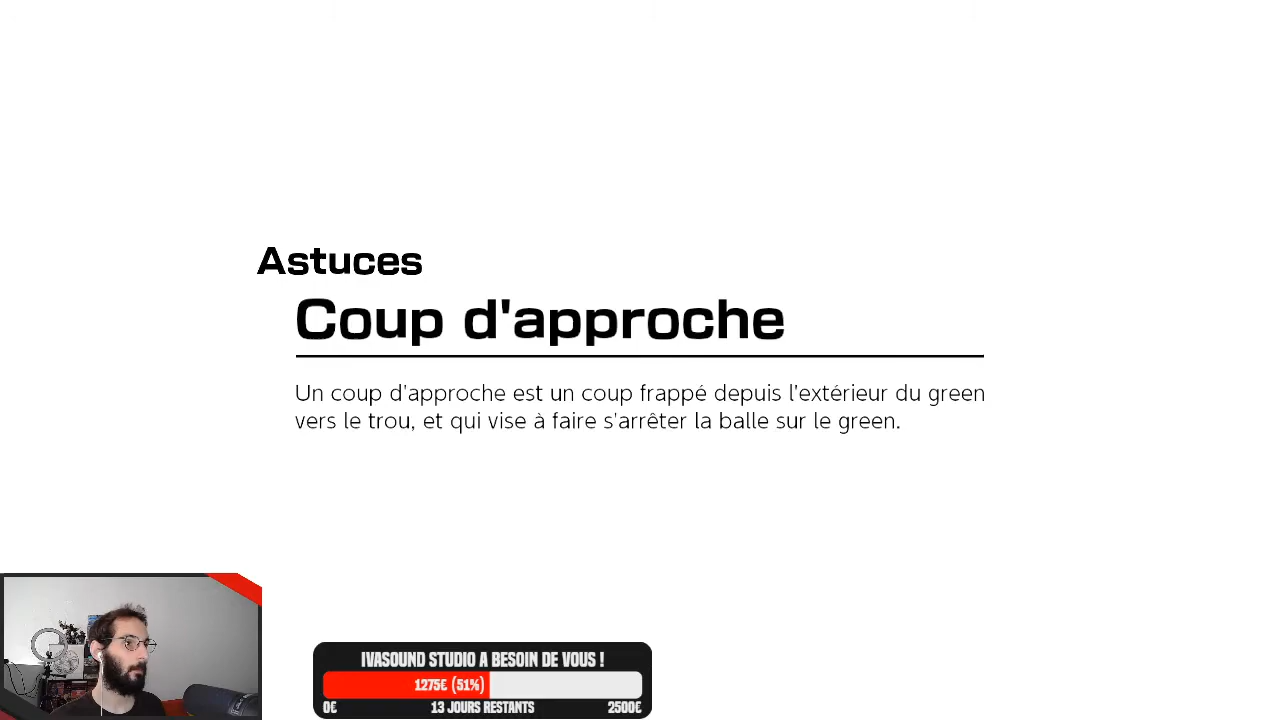 Astuces
Coup d'approche
Un coup d'approche est un coup frappé depuis l'extérieur du green
vers le trou, et qui vise à faire s'arrêter la balle sur le green.
IVASOUND STUDIO A BESOIN DE VOUS !
1275€ (51%)
0€ 13 JOURS RESTANTS 2500€